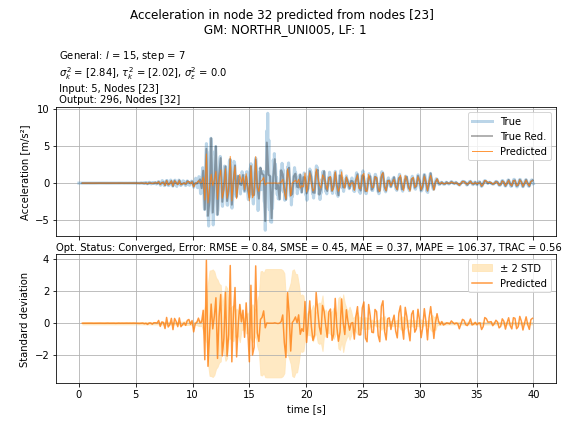 Acceleration in node 32 predicted from nodes [23]
GM: NORTHR_UNI005, LF: 1
General: l = 15, step = 7
σ²ₖ = [2.84], τ²ₖ = [2.02], σ²ε = 0.0
Input: 5, Nodes [23]
Output: 296, Nodes [32]
10
5
0
−5
Acceleration [m/s²]
True
True Red.
Predicted
Opt. Status: Converged, Error: RMSE = 0.84, SMSE = 0.45, MAE = 0.37, MAPE = 106.37, TRAC = 0.56
4
2
0
−2
Standard deviation
± 2 STD
Predicted
0 5 10 15 20 25 30 35 40
time [s]